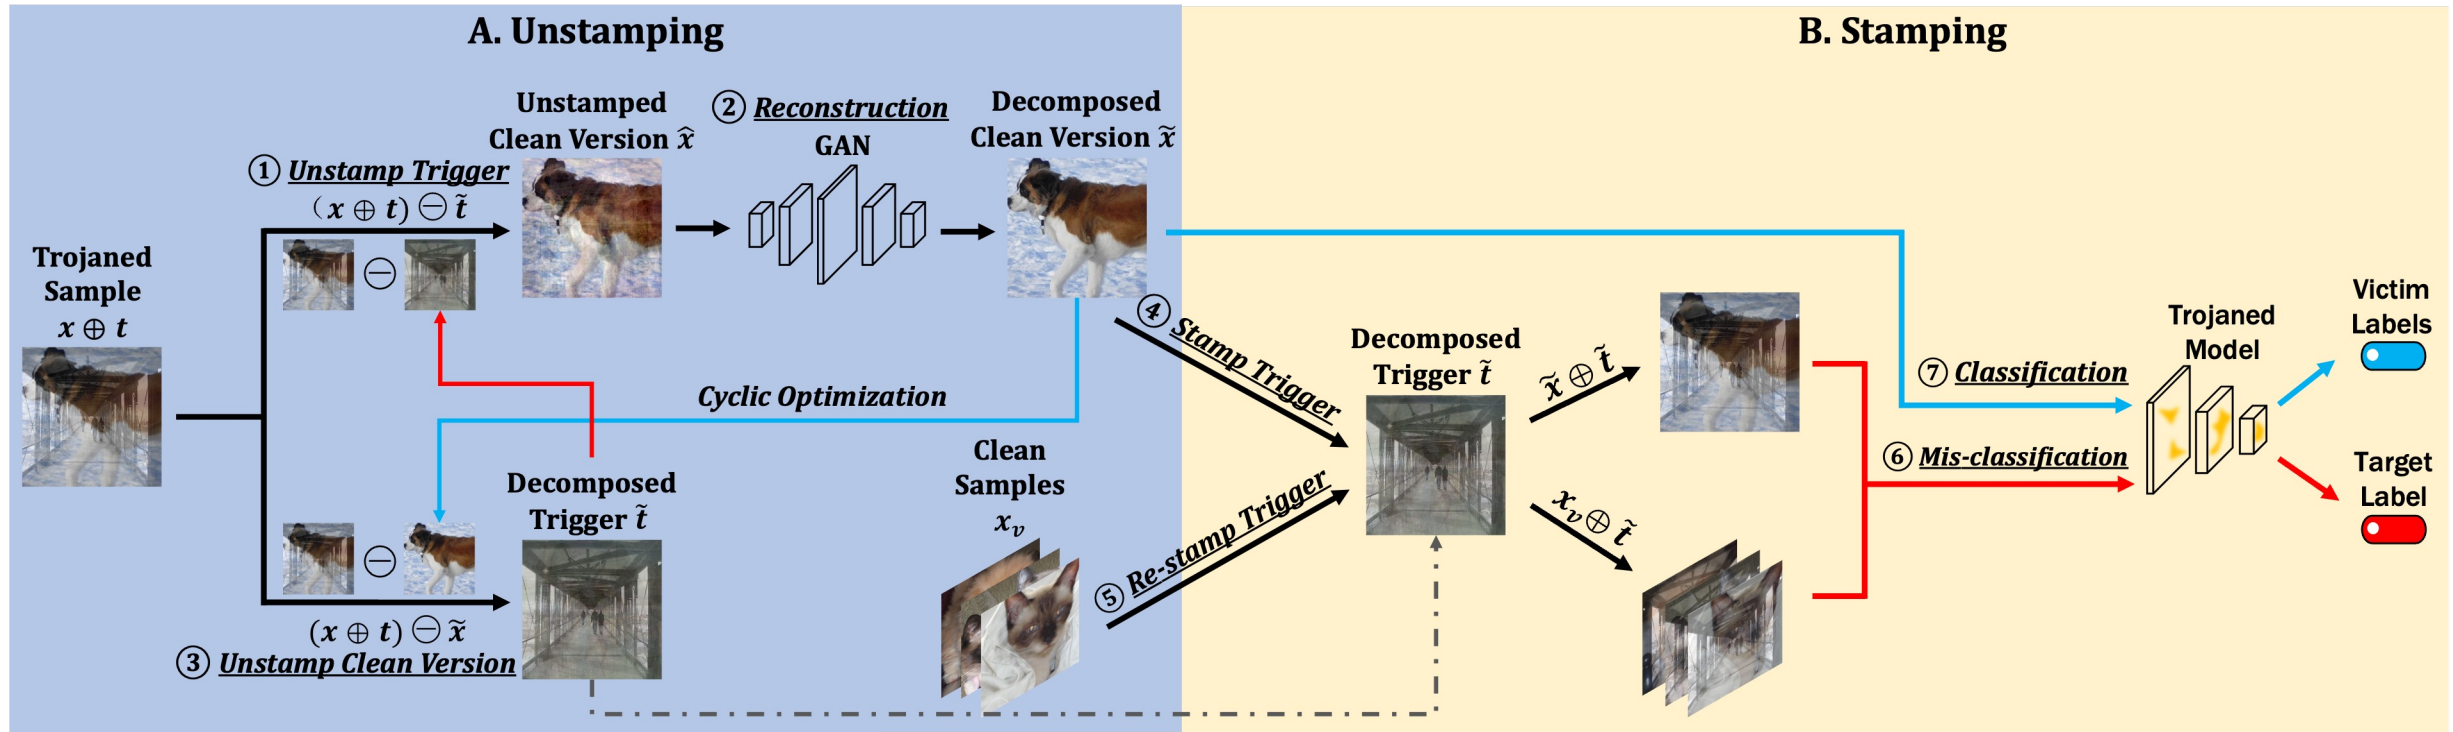 A. Unstamping
B. Stamping
Trojaned
Sample
x ⊕ t
① Unstamp Trigger
(x ⊕ t) ⊖ t̃
⊖
Unstamped
Clean Version x̂
② Reconstruction
GAN
Decomposed
Clean Version x̃
Cyclic Optimization
⊖
(x ⊕ t) ⊖ x̃
③ Unstamp Clean Version
Decomposed
Trigger t̃
Clean
Samples
xᵥ
④ Stamp Trigger
⑤ Re-stamp Trigger
Decomposed
Trigger t̃
x̃ ⊕ t̃
xᵥ ⊕ t̃
⑦ Classification
⑥ Mis-classification
Trojaned
Model
Victim
Labels
Target
Label